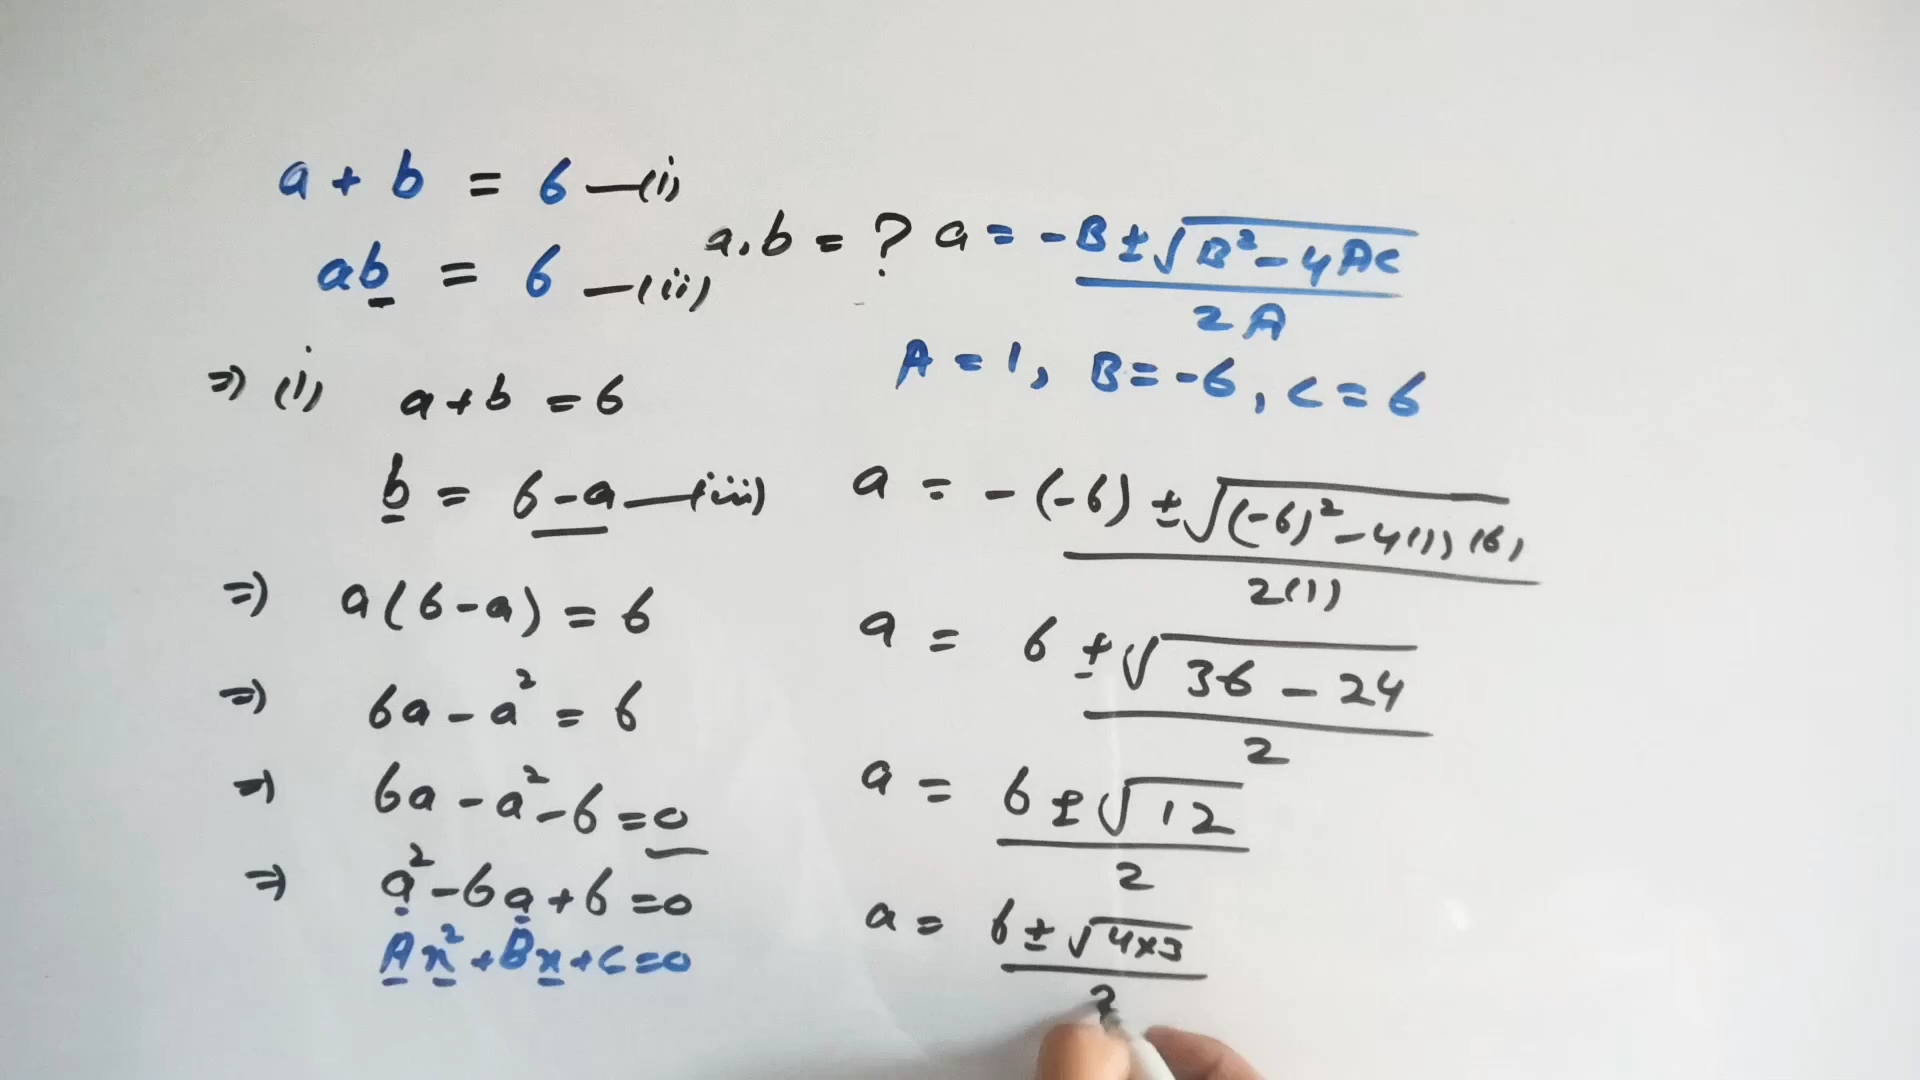 a + b = 6 —(i)
ab = 6 —(ii)
a, b = ?
⇒ (i) a + b = 6
b = 6 - a —(iii)
⇒ a(6-a) = 6
⇒ 6a - a² = 6
⇒ 6a - a² - 6 = 0
⇒ a² - 6a + 6 = 0
Ax² + Bx + C = 0
a = -B ± √B² - 4AC
2A
A = 1, B = -6, C = 6
a = -(-6) ± √(-6)² - 4(1)(6)
2(1)
a = 6 ± √36 - 24
2
a = 6 ± √12
2
a = 6 ± √4×3
2